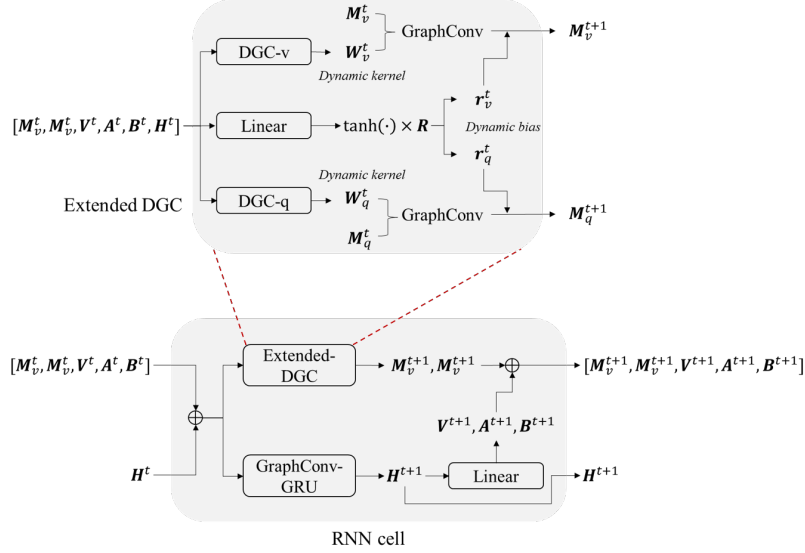 M_v^t
GraphConv
M_v^{t+1}
DGC-v
W_v^t
Dynamic kernel
r_v^t
[M_v^t, M_v^t, V^t, A^t, B^t, H^t]
Linear
tanh(·) × R
Dynamic bias
r_q^t
Dynamic kernel
Extended DGC
DGC-q
W_q^t
GraphConv
M_q^{t+1}
M_q^t
[M_v^t, M_v^t, V^t, A^t, B^t]
Extended-
DGC
M_v^{t+1}, M_v^{t+1}
⊕
[M_v^{t+1}, M_v^{t+1}, V^{t+1}, A^{t+1}, B^{t+1}]
⊕
V^{t+1}, A^{t+1}, B^{t+1}
H^t
GraphConv-
GRU
H^{t+1}
Linear
H^{t+1}
RNN cell